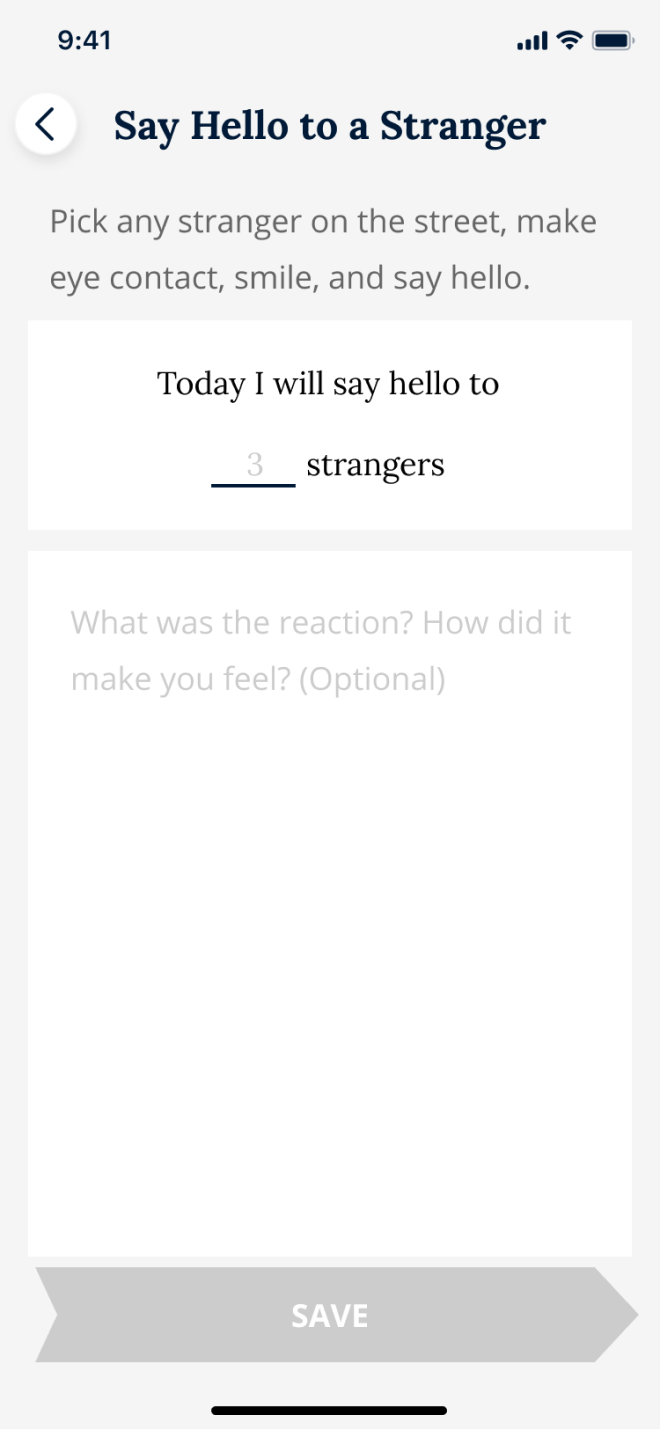 9:41
Say Hello to a Stranger
Pick any stranger on the street, make
eye contact, smile, and say hello.
Today I will say hello to
3 strangers
What was the reaction? How did it
make you feel? (Optional)
SAVE